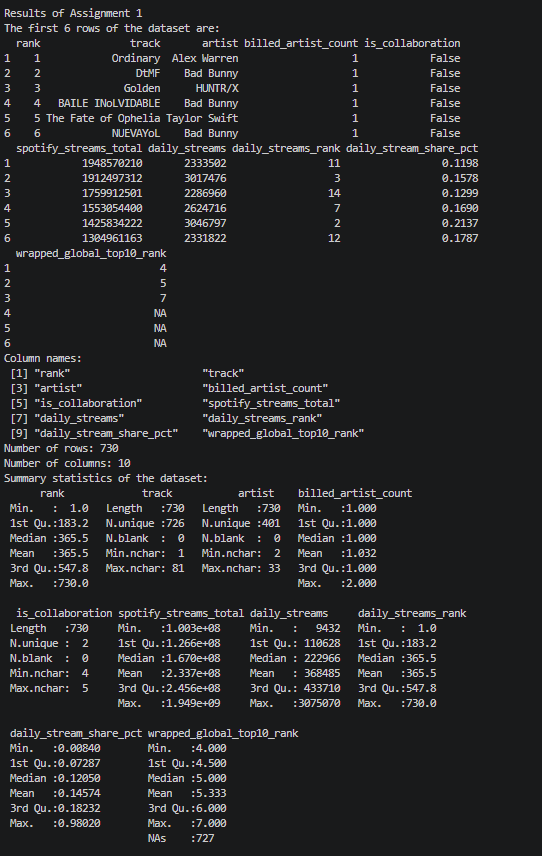 Results of Assignment 1
The first 6 rows of the dataset are:
  rank                track       artist billed_artist_count is_collaboration
1    1             Ordinary  Alex Warren                   1            False
2    2                 DtMF    Bad Bunny                   1            False
3    3               Golden      HUNTR/X                   1            False
4    4     BAILE INoLVIDABLE    Bad Bunny                   1            False
5    5 The Fate of Ophelia Taylor Swift                   1            False
6    6             NUEVAYoL    Bad Bunny                   1            False
  spotify_streams_total daily_streams daily_streams_rank daily_stream_share_pct
1            1948570210       2333502                 11                 0.1198
2            1912497312       3017476                  3                 0.1578
3            1759912501       2286960                 14                 0.1299
4            1553054400       2624716                  7                 0.1690
5            1425834222       3046797                  2                 0.2137
6            1304961163       2331822                 12                 0.1787
  wrapped_global_top10_rank
1                         4
2                         5
3                         7
4                        NA
5                        NA
6                        NA
Column names:
 [1] "rank"                      "track"
 [3] "artist"                    "billed_artist_count"
 [5] "is_collaboration"          "spotify_streams_total"
 [7] "daily_streams"             "daily_streams_rank"
 [9] "daily_stream_share_pct"    "wrapped_global_top10_rank"
Number of rows: 730
Number of columns: 10
Summary statistics of the dataset:
      rank            track          artist    billed_artist_count
 Min.   :  1.0   Length   :730   Length   :730   Min.   :1.000
 1st Qu.:183.2   N.unique :726   N.unique :401   1st Qu.:1.000
 Median :365.5   N.blank  :  0   N.blank  :  0   Median :1.000
 Mean   :365.5   Min.nchar:  1   Min.nchar:  2   Mean   :1.032
 3rd Qu.:547.8   Max.nchar: 81   Max.nchar: 33   3rd Qu.:1.000
 Max.   :730.0                                   Max.   :2.000
  is_collaboration spotify_streams_total daily_streams     daily_streams_rank
 Length   :730    Min.   :1.003e+08     Min.   :   9432   Min.   :  1.0
 N.unique :  2    1st Qu.:1.266e+08     1st Qu.: 110628   1st Qu.:183.2
 N.blank  :  0    Median :1.670e+08     Median : 222966   Median :365.5
 Min.nchar:  4    Mean   :2.337e+08     Mean   : 368485   Mean   :365.5
 Max.nchar:  5    3rd Qu.:2.456e+08     3rd Qu.: 433710   3rd Qu.:547.8
                  Max.   :1.949e+09     Max.   :3075070   Max.   :730.0
 daily_stream_share_pct wrapped_global_top10_rank
 Min.   :0.00840        Min.   :4.000
 1st Qu.:0.07287        1st Qu.:4.500
 Median :0.12050        Median :5.000
 Mean   :0.14574        Mean   :5.333
 3rd Qu.:0.18232        3rd Qu.:6.000
 Max.   :0.98020        Max.   :7.000
                        NAs    :727